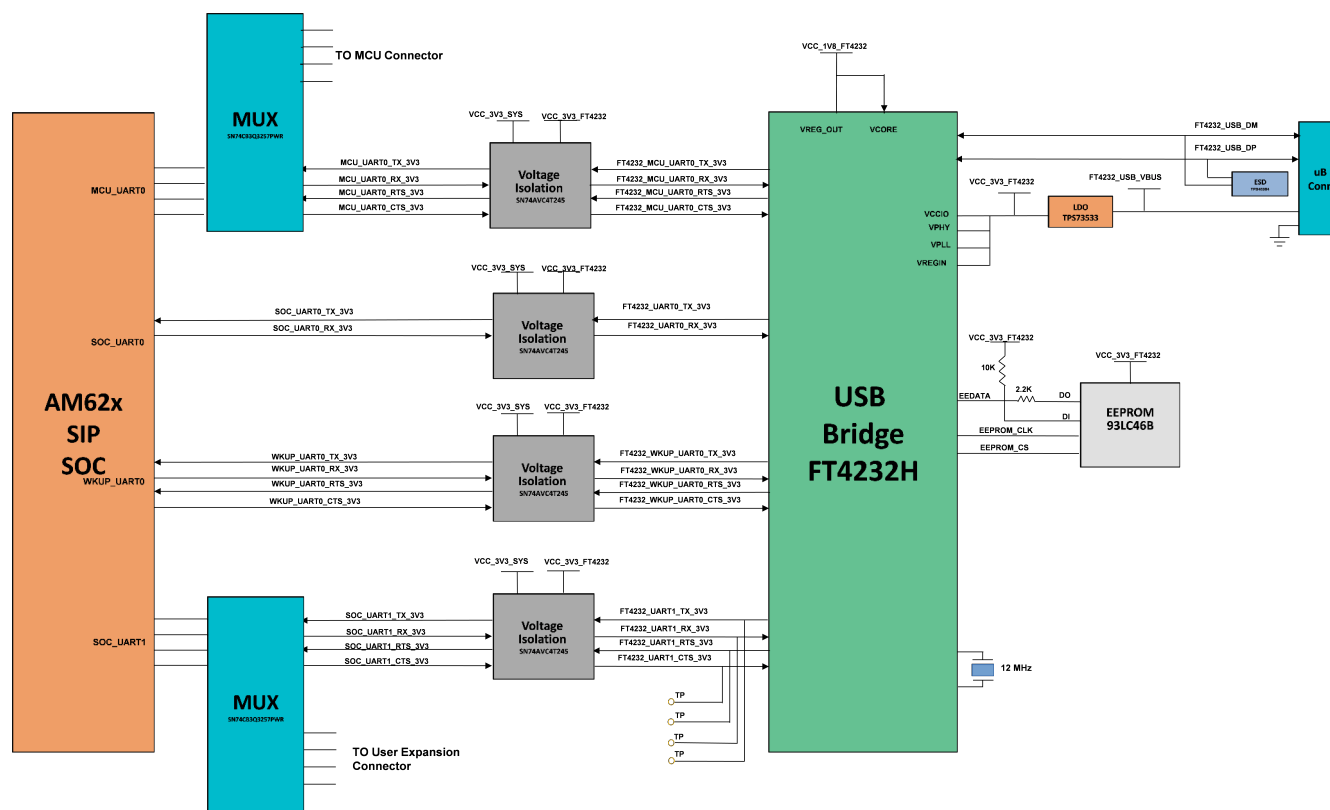 MUX
SN74CB3Q3257PWR
TO MCU Connector
AM62x
SIP
SOC
MCU_UART0
SOC_UART0
WKUP_UART0
SOC_UART1
VCC_3V3_SYS
VCC_3V3_FT4232
MCU_UART0_TX_3V3
MCU_UART0_RX_3V3
MCU_UART0_RTS_3V3
MCU_UART0_CTS_3V3
Voltage
Isolation
SN74AVC4T245
FT4232_MCU_UART0_TX_3V3
FT4232_MCU_UART0_RX_3V3
FT4232_MCU_UART0_RTS_3V3
FT4232_MCU_UART0_CTS_3V3
VCC_3V3_SYS
VCC_3V3_FT4232
SOC_UART0_TX_3V3
SOC_UART0_RX_3V3
Voltage
Isolation
SN74AVC4T245
FT4232_UART0_TX_3V3
FT4232_UART0_RX_3V3
VCC_3V3_SYS
VCC_3V3_FT4232
WKUP_UART0_TX_3V3
WKUP_UART0_RX_3V3
WKUP_UART0_RTS_3V3
WKUP_UART0_CTS_3V3
Voltage
Isolation
SN74AVC4T245
FT4232_WKUP_UART0_TX_3V3
FT4232_WKUP_UART0_RX_3V3
FT4232_WKUP_UART0_RTS_3V3
FT4232_WKUP_UART0_CTS_3V3
VCC_3V3_SYS
VCC_3V3_FT4232
SOC_UART1_TX_3V3
SOC_UART1_RX_3V3
SOC_UART1_RTS_3V3
SOC_UART1_CTS_3V3
Voltage
Isolation
SN74AVC4T245
FT4232_UART1_TX_3V3
FT4232_UART1_RX_3V3
FT4232_UART1_RTS_3V3
FT4232_UART1_CTS_3V3
TP
TP
TP
TP
MUX
SN74CB3Q3257PWR
TO User Expansion
Connector
VCC_1V8_FT4232
VREG_OUT
VCORE
USB
Bridge
FT4232H
VCCIO
VPHY
VPLL
VREGIN
EEDATA
FT4232_USB_DM
FT4232_USB_DP
FT4232_USB_VBUS
VCC_3V3_FT4232
LDO
TPS73533
ESD
uB
Conn
VCC_3V3_FT4232
10K
2.2K
DO
DI
EEPROM_CLK
EEPROM_CS
VCC_3V3_FT4232
EEPROM
93LC46B
12 MHz